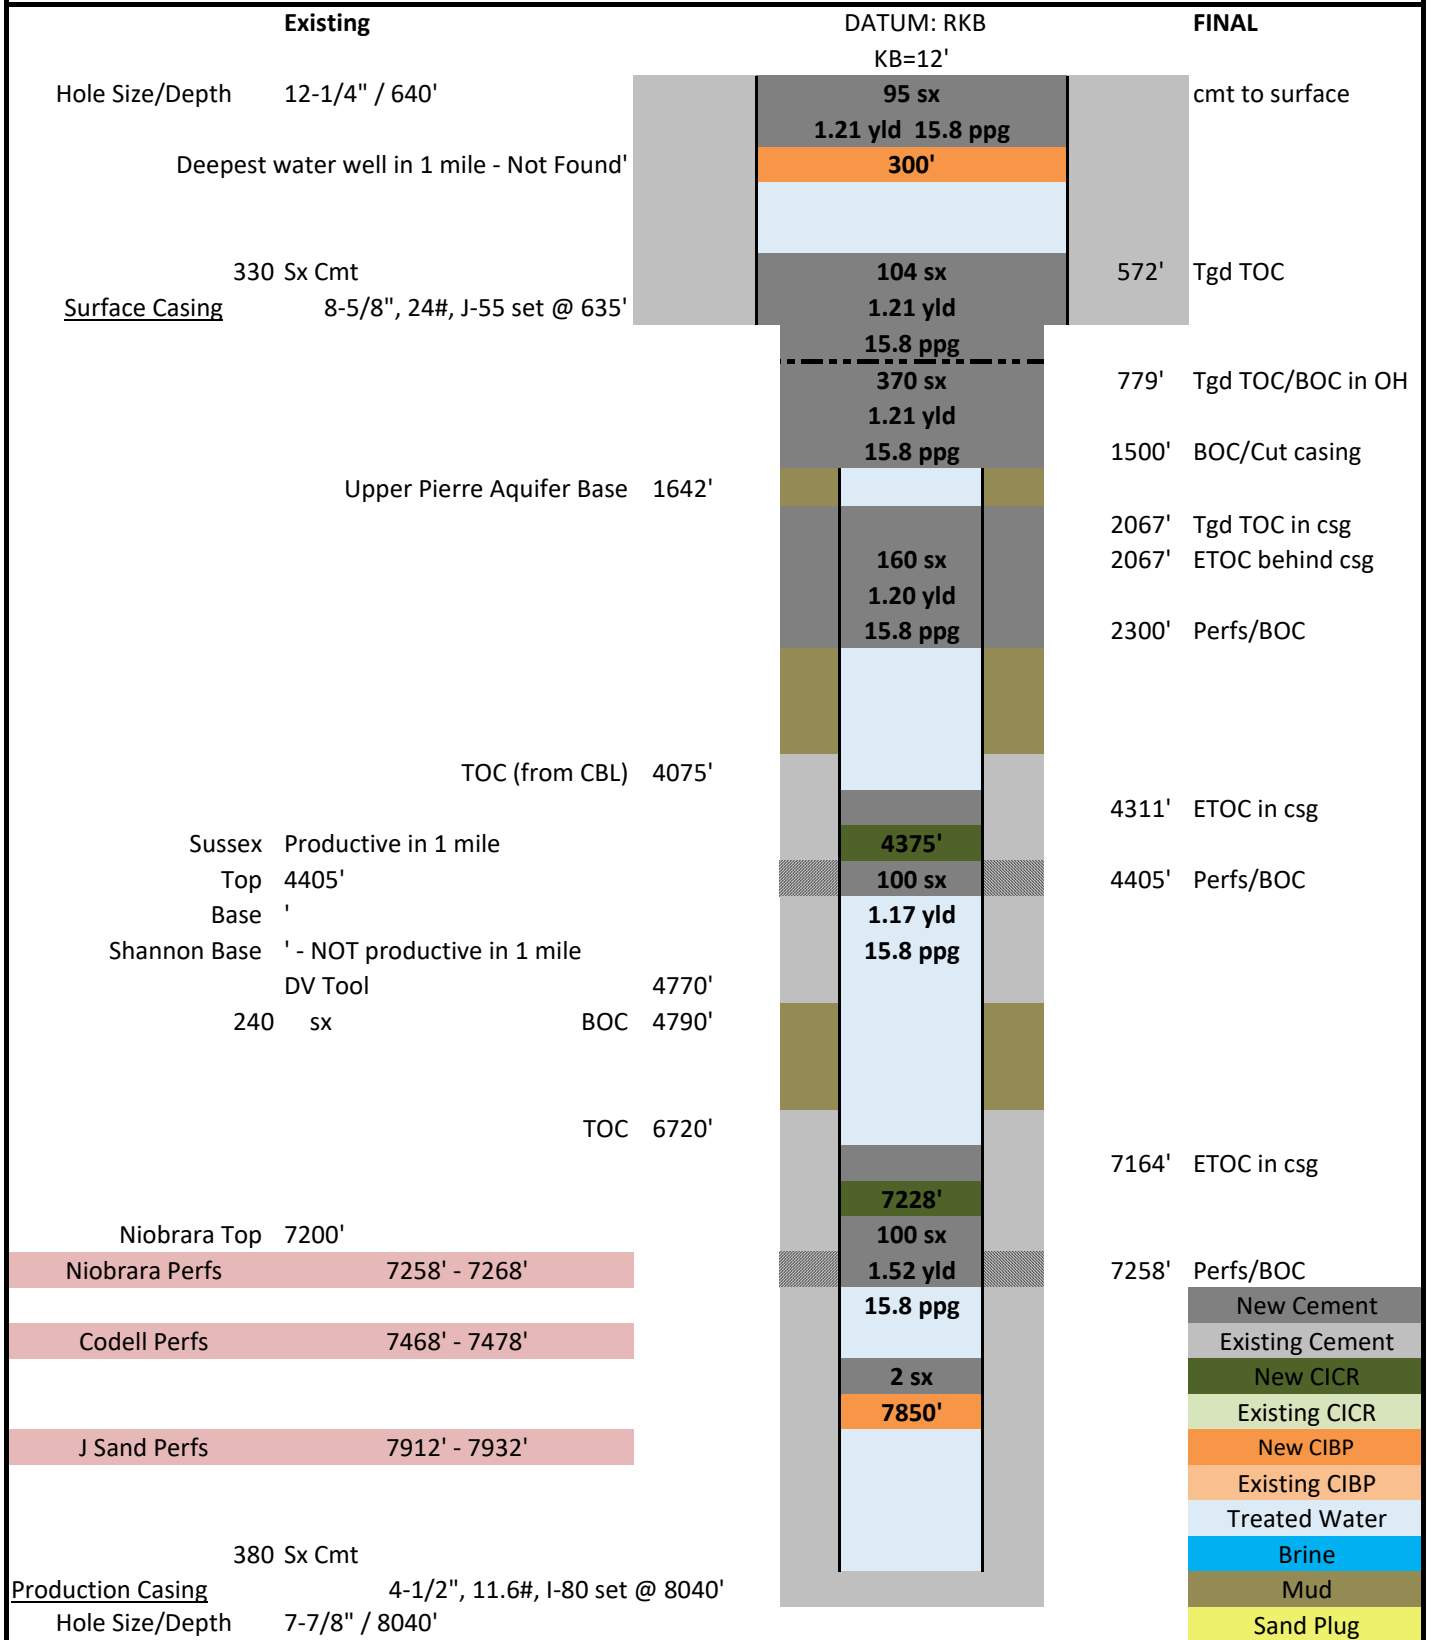 Existing DATUM: RKB FINAL
KB=12'
Hole Size/Depth 12-1/4" / 640' 95 sx cmt to surface
1.21 yld 15.8 ppg
Deepest water well in 1 mile - Not Found' 300'
330 Sx Cmt 104 sx 572' Tgd TOC
Surface Casing 8-5/8", 24#, J-55 set @ 635' 1.21 yld
15.8 ppg
370 sx 779' Tgd TOC/BOC in OH
1.21 yld
15.8 ppg 1500' BOC/Cut casing
Upper Pierre Aquifer Base 1642'
2067' Tgd TOC in csg
160 sx 2067' ETOC behind csg
1.20 yld
15.8 ppg 2300' Perfs/BOC
TOC (from CBL) 4075'
4311' ETOC in csg
Sussex Productive in 1 mile 4375'
Top 4405' 100 sx 4405' Perfs/BOC
Base ' 1.17 yld
Shannon Base ' - NOT productive in 1 mile 15.8 ppg
DV Tool 4770'
240 sx BOC 4790'
TOC 6720'
7164' ETOC in csg
7228'
Niobrara Top 7200' 100 sx
Niobrara Perfs 7258' - 7268' 1.52 yld 7258' Perfs/BOC
15.8 ppg New Cement
Codell Perfs 7468' - 7478' Existing Cement
2 sx New CICR
7850' Existing CICR
J Sand Perfs 7912' - 7932' New CIBP
Existing CIBP
Treated Water
380 Sx Cmt Brine
Production Casing 4-1/2", 11.6#, I-80 set @ 8040' Mud
Hole Size/Depth 7-7/8" / 8040' Sand Plug